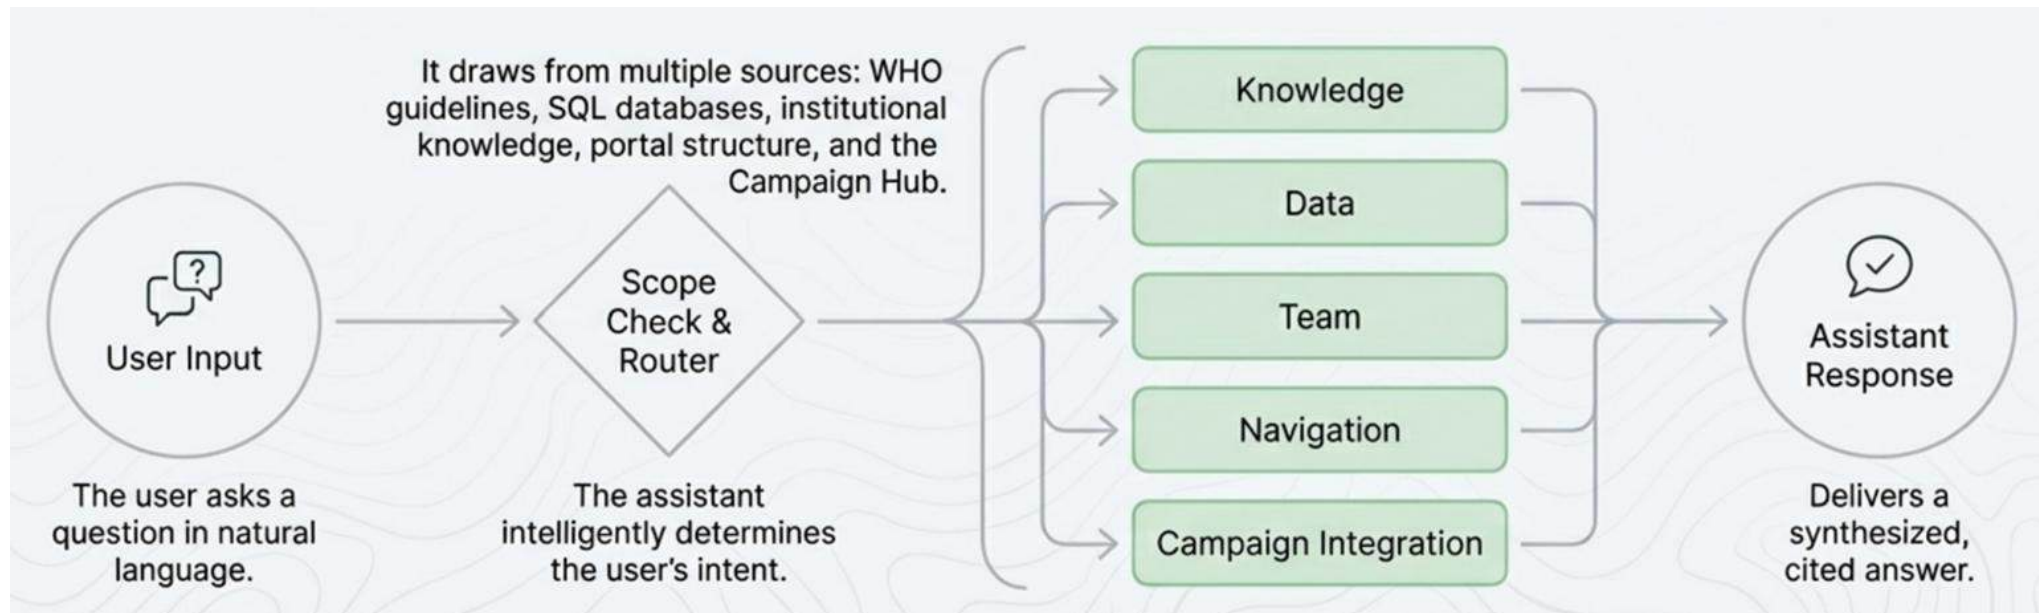 It draws from multiple sources: WHO
guidelines, SQL databases, institutional
knowledge, portal structure, and the
Campaign Hub.
?
User Input
The user asks a
question in natural
language.
Scope
Check &
Router
The assistant
intelligently determines
the user's intent.
Knowledge
Data
Team
Navigation
Campaign Integration
Assistant
Response
Delivers a
synthesized,
cited answer.